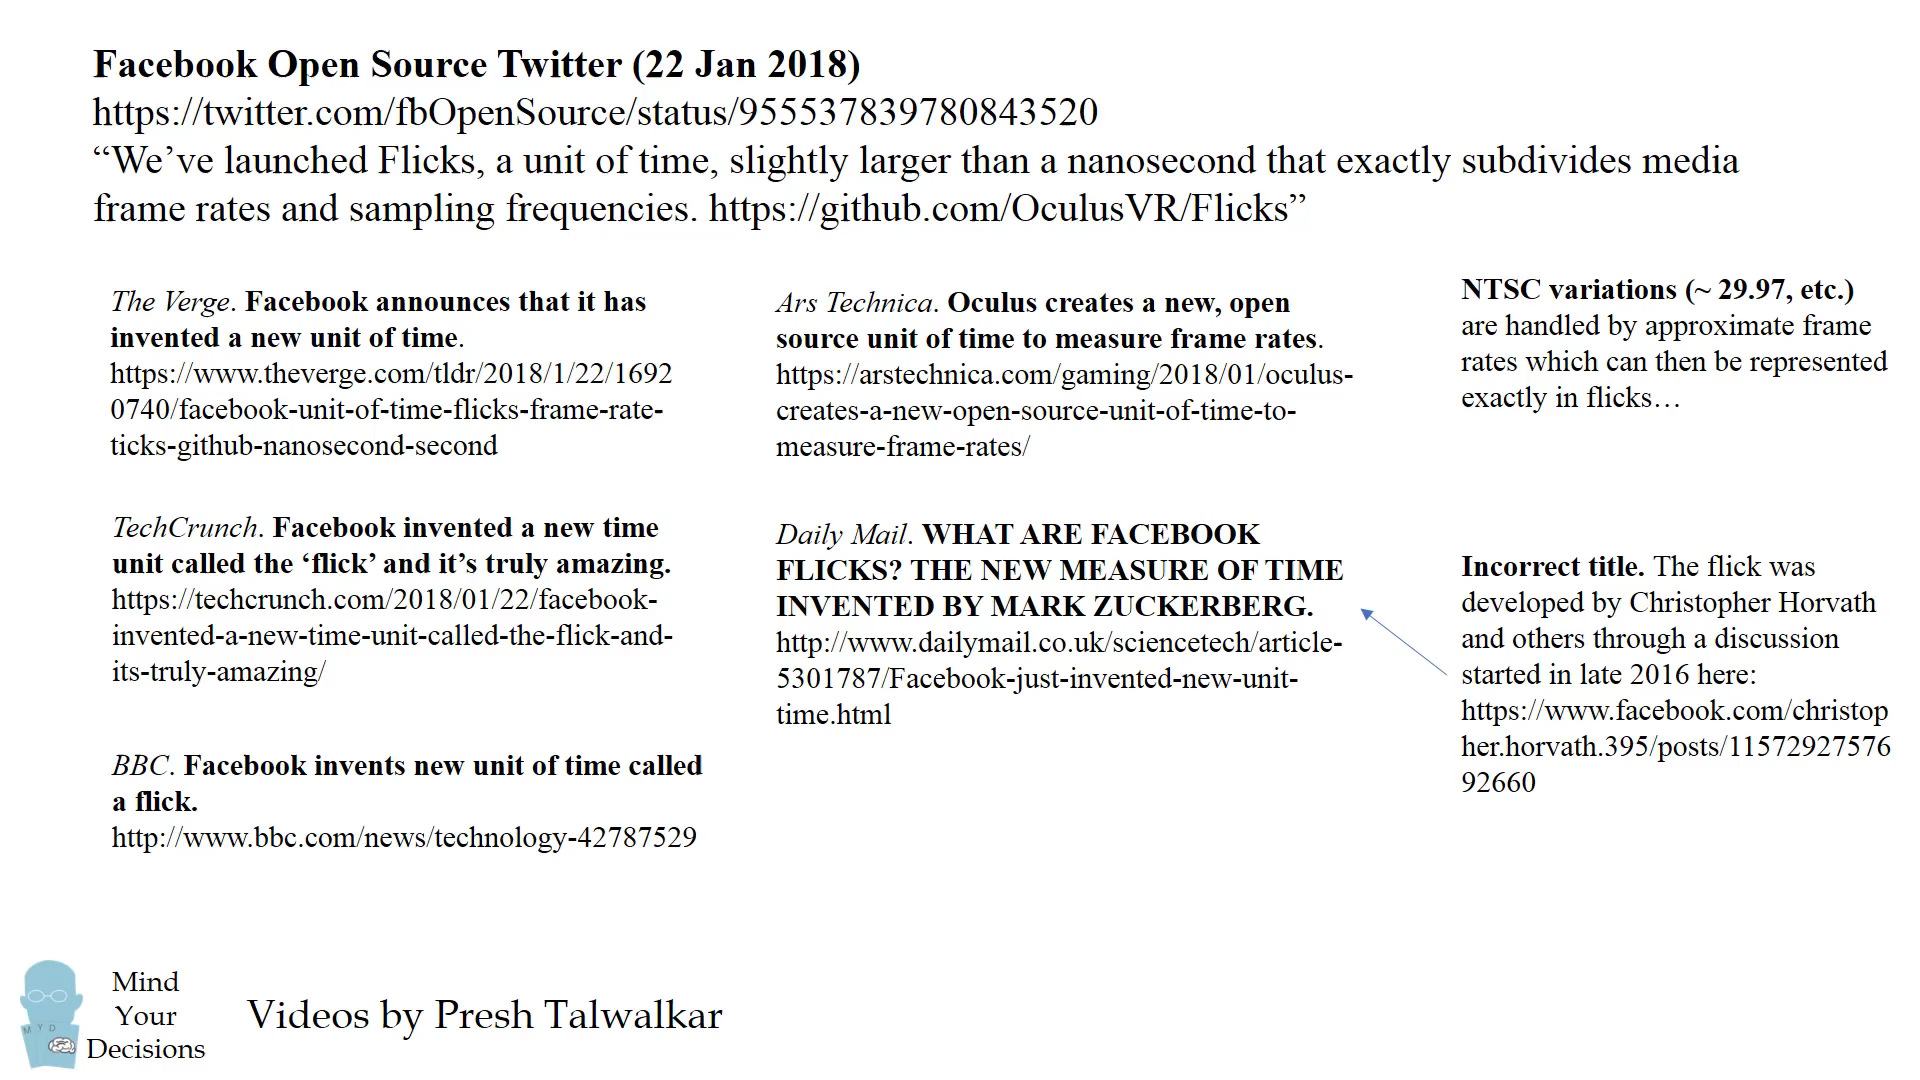 Facebook Open Source Twitter (22 Jan 2018)
https://twitter.com/fbOpenSource/status/955537839780843520
“We’ve launched Flicks, a unit of time, slightly larger than a nanosecond that exactly subdivides media
frame rates and sampling frequencies. https://github.com/OculusVR/Flicks”
The Verge. Facebook announces that it has
invented a new unit of time.
https://www.theverge.com/tldr/2018/1/22/1692
0740/facebook-unit-of-time-flicks-frame-rate-
ticks-github-nanosecond-second
TechCrunch. Facebook invented a new time
unit called the ‘flick’ and it’s truly amazing.
https://techcrunch.com/2018/01/22/facebook-
invented-a-new-time-unit-called-the-flick-and-
its-truly-amazing/
BBC. Facebook invents new unit of time called
a flick.
http://www.bbc.com/news/technology-42787529
Ars Technica. Oculus creates a new, open
source unit of time to measure frame rates.
https://arstechnica.com/gaming/2018/01/oculus-
creates-a-new-open-source-unit-of-time-to-
measure-frame-rates/
Daily Mail. WHAT ARE FACEBOOK
FLICKS? THE NEW MEASURE OF TIME
INVENTED BY MARK ZUCKERBERG.
http://www.dailymail.co.uk/sciencetech/article-
5301787/Facebook-just-invented-new-unit-
time.html
NTSC variations (~ 29.97, etc.)
are handled by approximate frame
rates which can then be represented
exactly in flicks…
Incorrect title. The flick was
developed by Christopher Horvath
and others through a discussion
started in late 2016 here:
https://www.facebook.com/christop
her.horvath.395/posts/11572927576
92660
M Y D
Mind
Your
Decisions
Videos by Presh Talwalkar